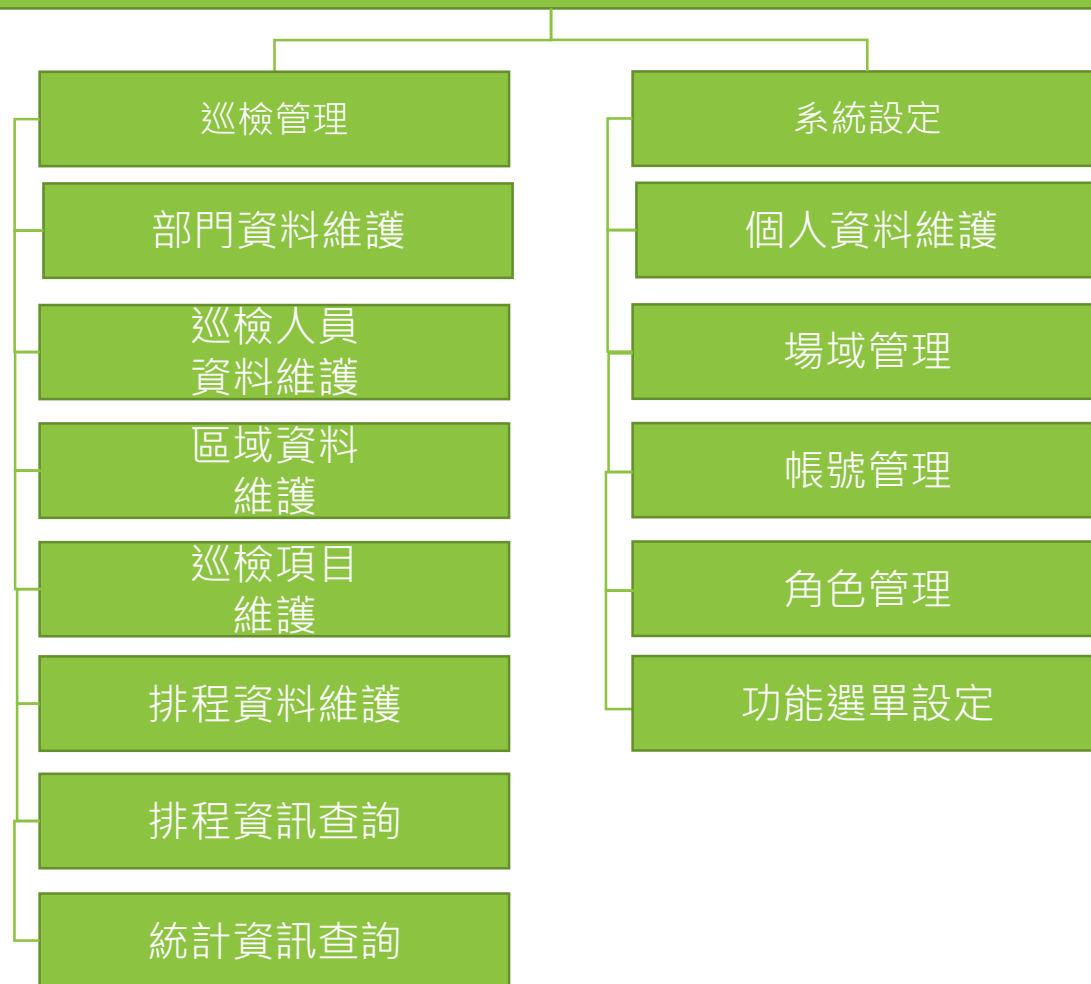 巡檢管理
部門資料維護
巡檢人員
資料維護
區域資料
維護
巡檢項目
維護
排程資料維護
排程資訊查詢
統計資訊查詢
系統設定
個人資料維護
場域管理
帳號管理
角色管理
功能選單設定